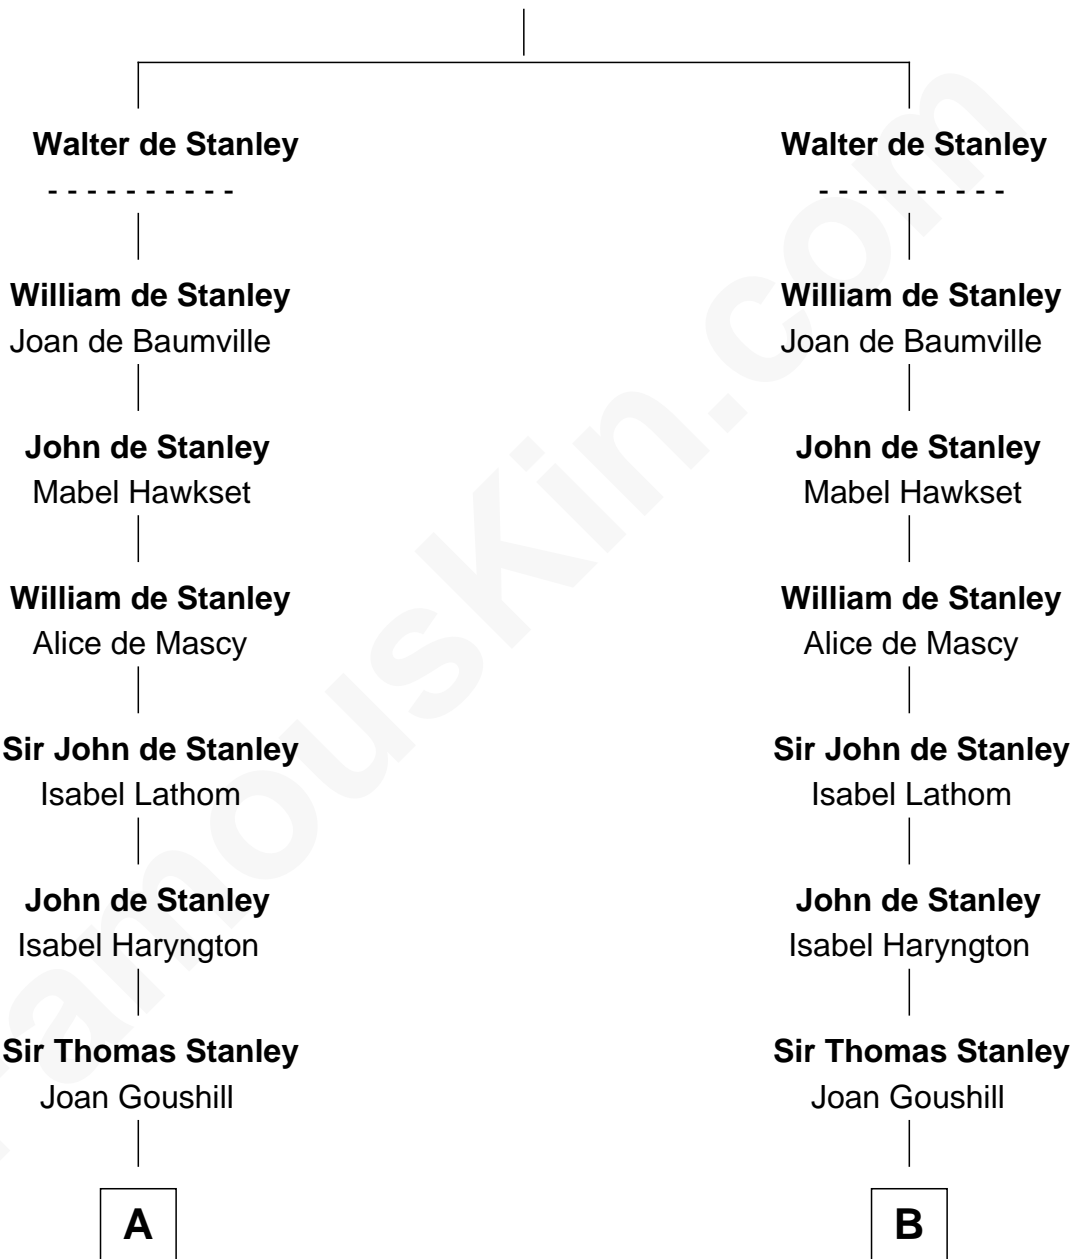 Walter de Stanley Walter de Stanley
- - - - - - - - - - - - - - - - - - - -
William de Stanley William de Stanley
Joan de Baumville Joan de Baumville
John de Stanley John de Stanley
Mabel Hawkset Mabel Hawkset
William de Stanley William de Stanley
Alice de Mascy Alice de Mascy
Sir John de Stanley Sir John de Stanley
Isabel Lathom Isabel Lathom
John de Stanley John de Stanley
Isabel Haryngton Isabel Haryngton
Sir Thomas Stanley Sir Thomas Stanley
Joan Goushill Joan Goushill
A B
FamousKin.com